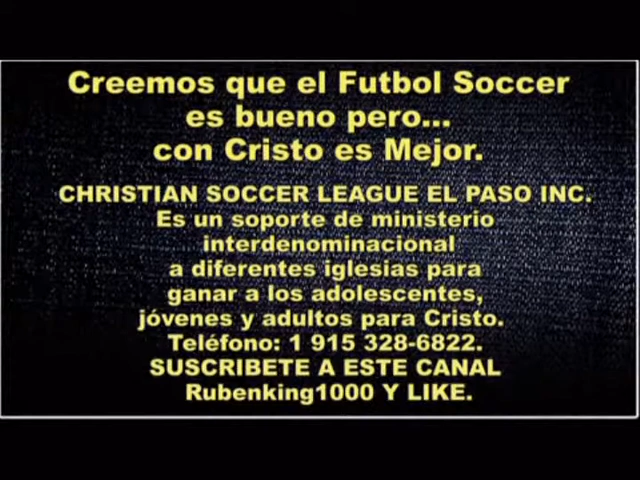 Creemos que el Futbol Soccer
es bueno pero...
con Cristo es Mejor.
CHRISTIAN SOCCER LEAGUE EL PASO INC.
Es un soporte de ministerio
interdenominacional
a diferentes iglesias para
ganar a los adolescentes,
jóvenes y adultos para Cristo.
Teléfono: 1 915 328-6822.
SUSCRIBETE A ESTE CANAL
Rubenking1000 Y LIKE.